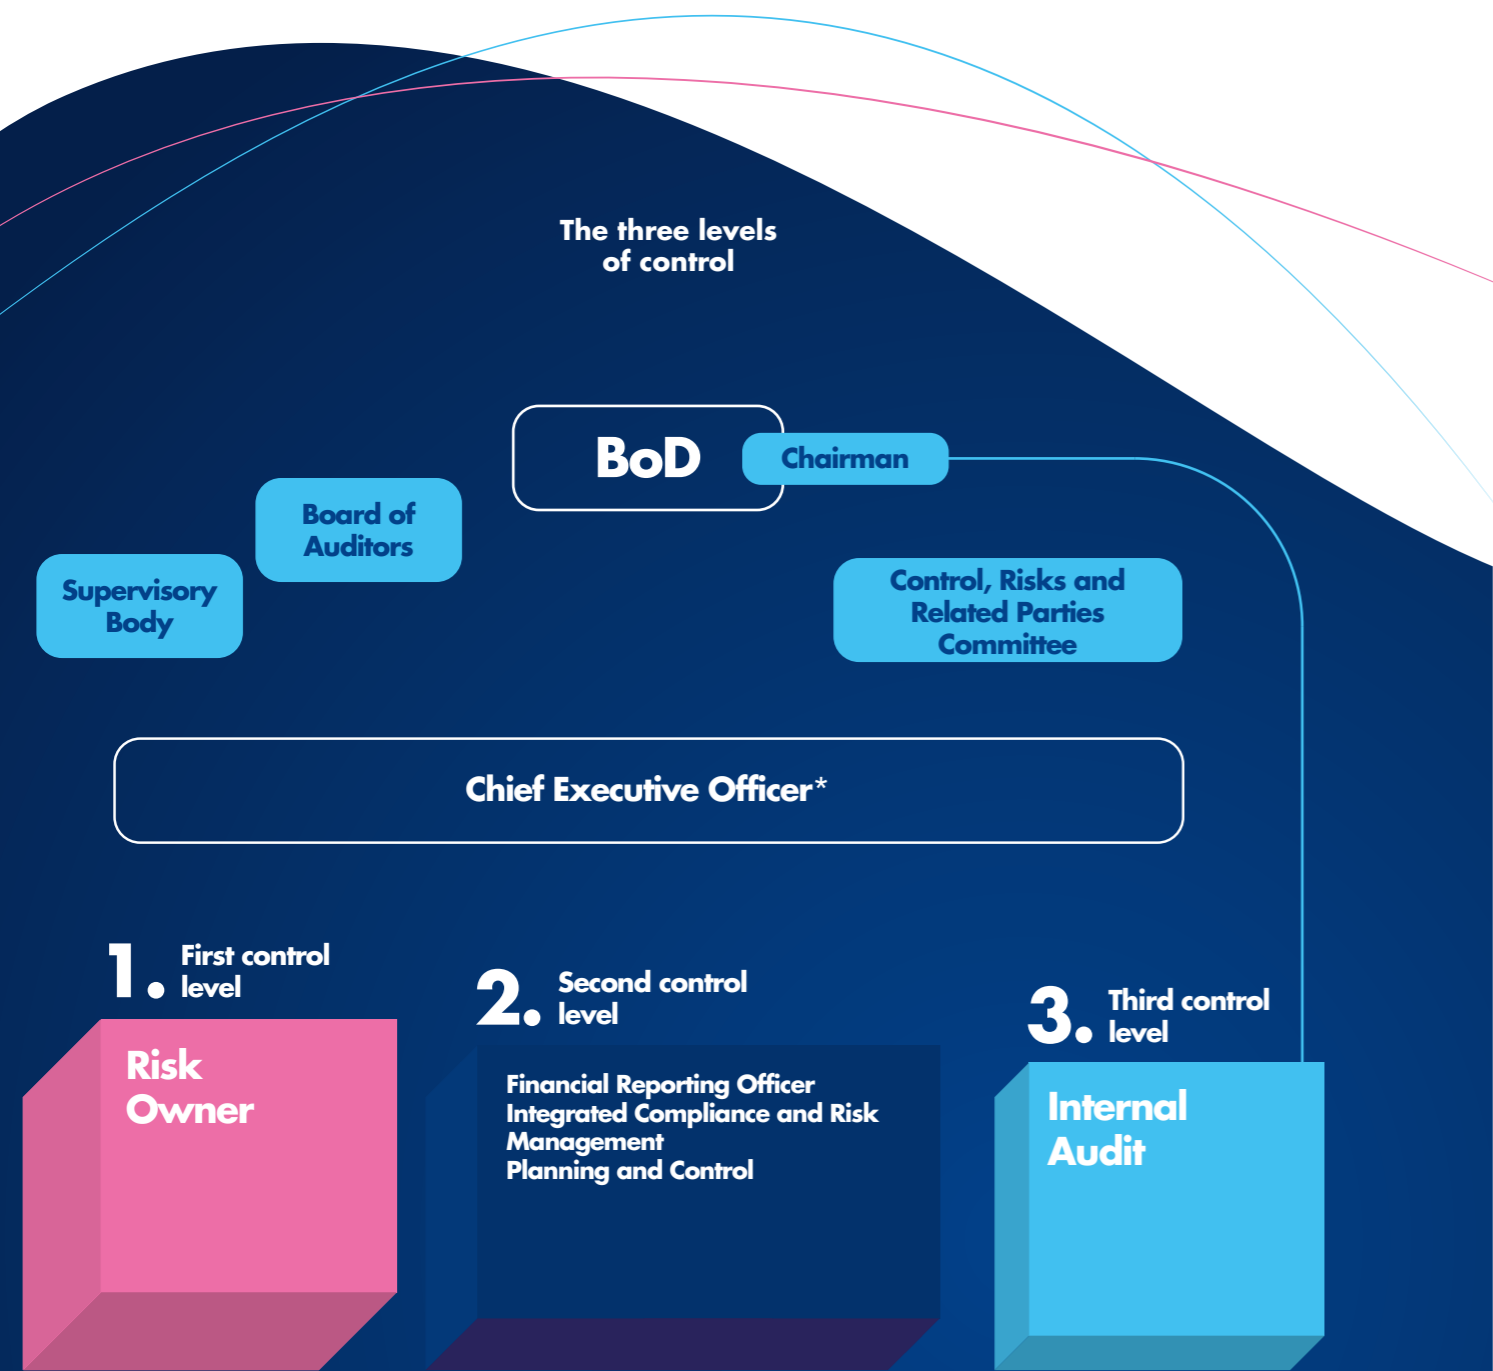 The three levels
of control
BoD
Chairman
Board of
Auditors
Supervisory
Body
Control, Risks and
Related Parties
Committee
Chief Executive Officer*
1. First control
level
Risk
Owner
2. Second control
level
Financial Reporting Officer
Integrated Compliance and Risk
Management
Planning and Control
3. Third control
level
Internal
Audit